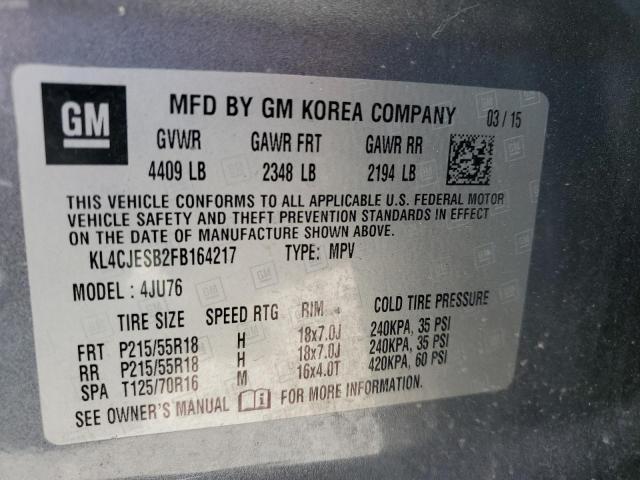 GM
MFD BY GM KOREA COMPANY 03 / 15
GVWR GAWR FRT GAWR RR
4409 LB 2348 LB 2194 LB
THIS VEHICLE CONFORMS TO ALL APPLICABLE U.S. FEDERAL MOTOR
VEHICLE SAFETY AND THEFT PREVENTION STANDARDS IN EFFECT
ON THE DATE OF MANUFACTURE SHOWN ABOVE.
KL4CJESB2FB164217 TYPE: MPV
MODEL : 4JU76
TIRE SIZE SPEED RTG RIM COLD TIRE PRESSURE
FRT P215/55R18 H 18x7.0J 240KPA, 35 PSI
RR P215/55R18 H 18x7.0J 240KPA, 35 PSI
SPA T125/70R16 M 16x4.0T 420KPA, 60 PSI
SEE OWNER'S MANUAL FOR MORE INFORMATION.